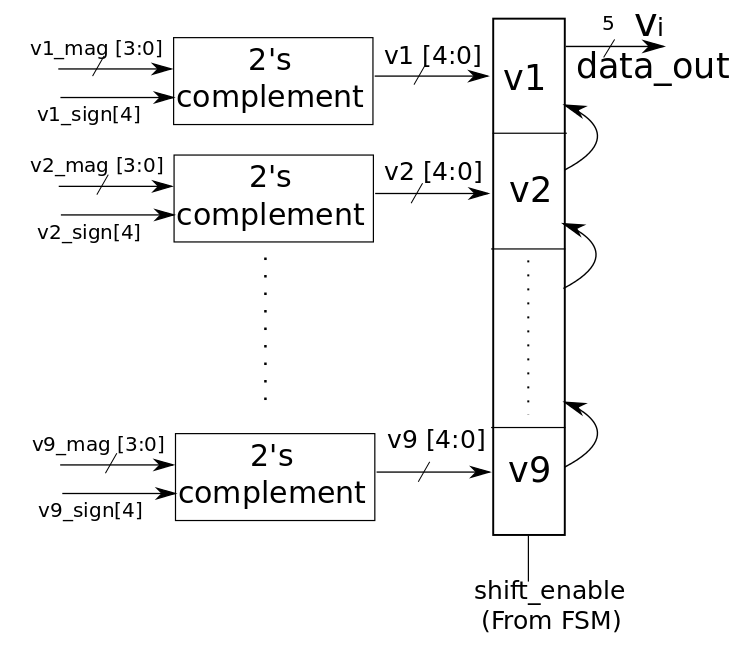 v1_mag [3:0]
v1_sign[4]
2's
complement
v1 [4:0]
v1
5
vi
data_out
v2_mag [3:0]
v2_sign[4]
2's
complement
v2 [4:0]
v2
v9_mag [3:0]
v9_sign[4]
2's
complement
v9 [4:0]
v9
shift_enable
(From FSM)